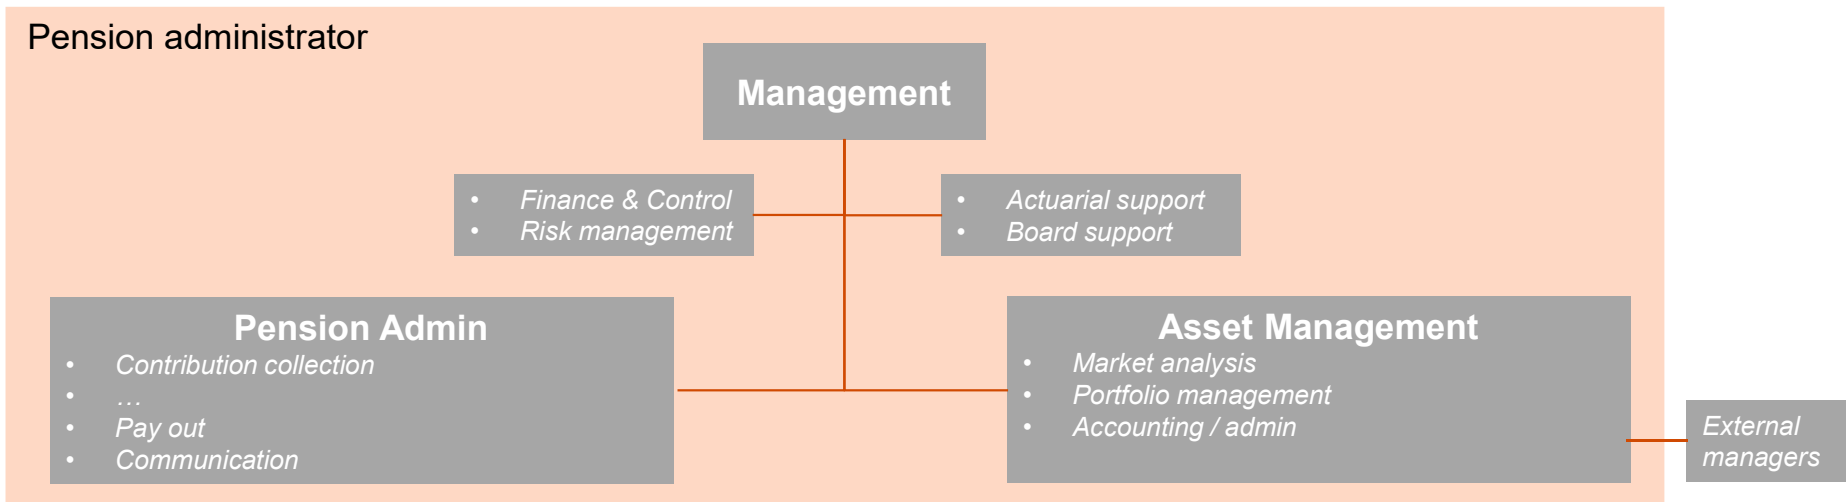 Pension administrator
Management
• Finance & Control
• Risk management
• Actuarial support
• Board support
Pension Admin
• Contribution collection
• …
• Pay out
• Communication
Asset Management
• Market analysis
• Portfolio management
• Accounting / admin
External
managers